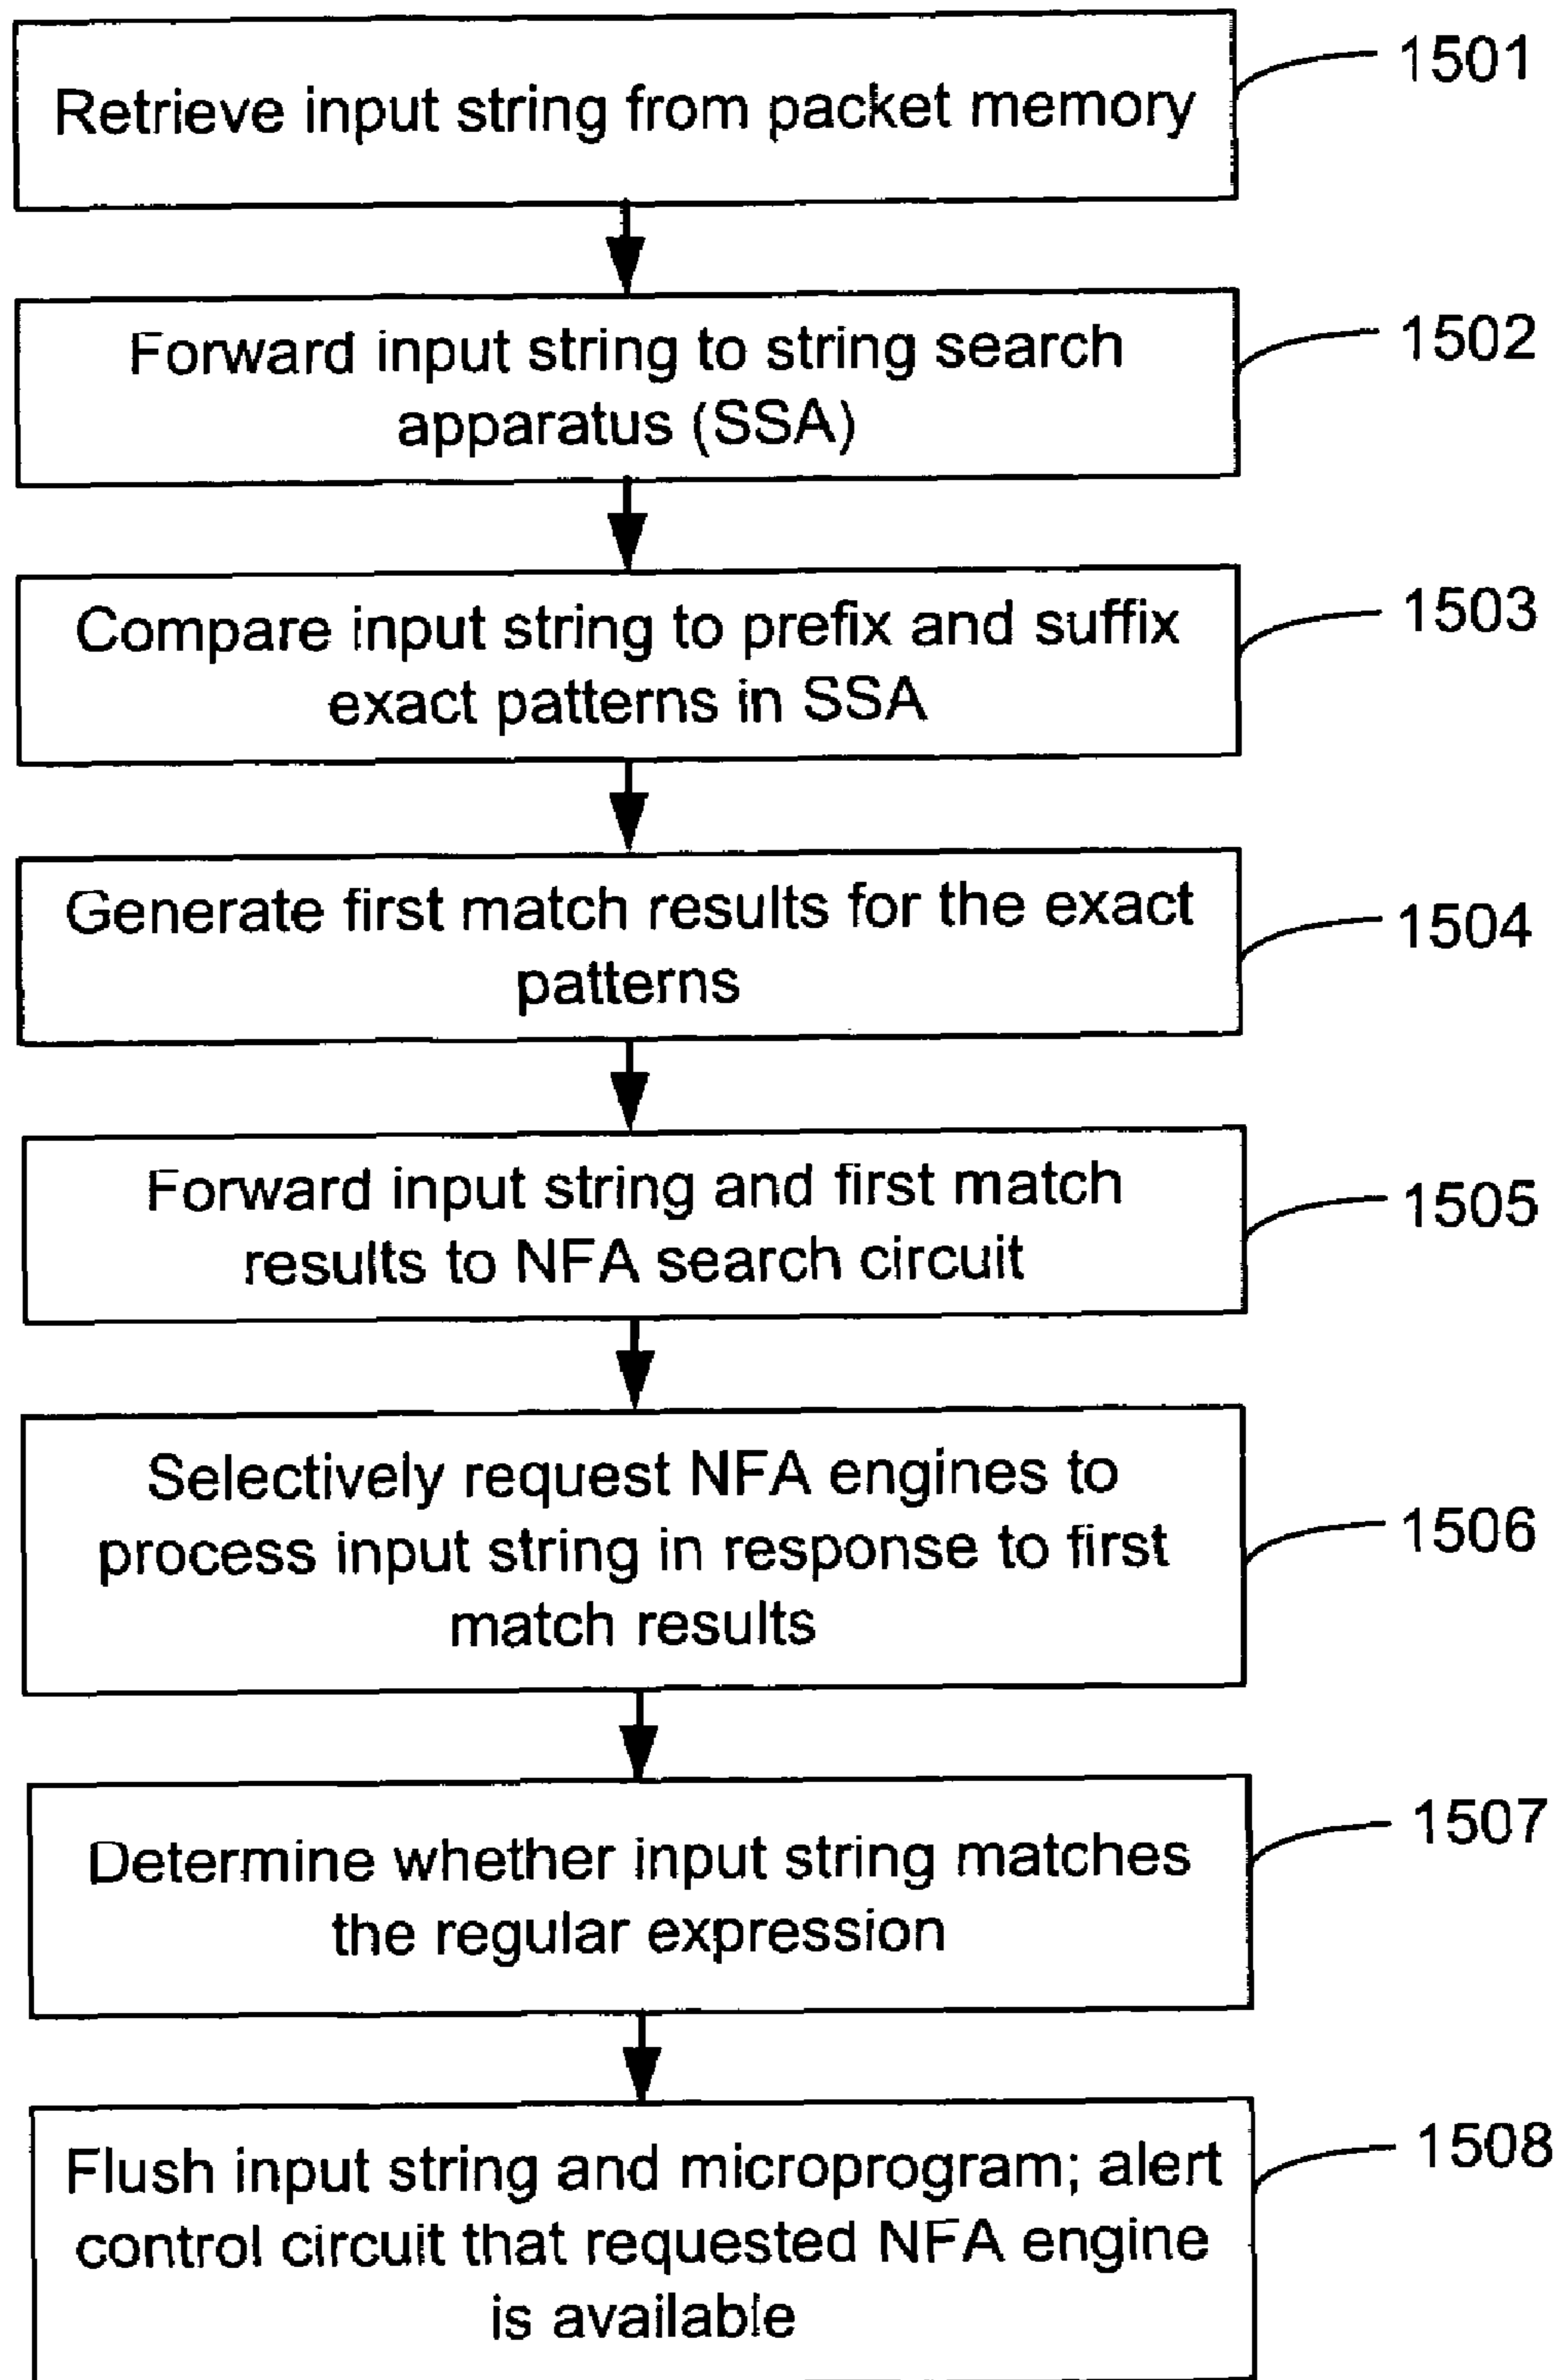 Retrieve input string from packet memory
1501
Forward input string to string search
apparatus (SSA)
1502
Compare input string to prefix and suffix
exact patterns in SSA
1503
Generate first match results for the exact
patterns
1504
Forward input string and first match
results to NFA search circuit
1505
Selectively request NFA engines to
process input string in response to first
match results
1506
Determine whether input string matches
the regular expression
1507
Flush input string and microprogram; alert
control circuit that requested NFA engine
is available
1508